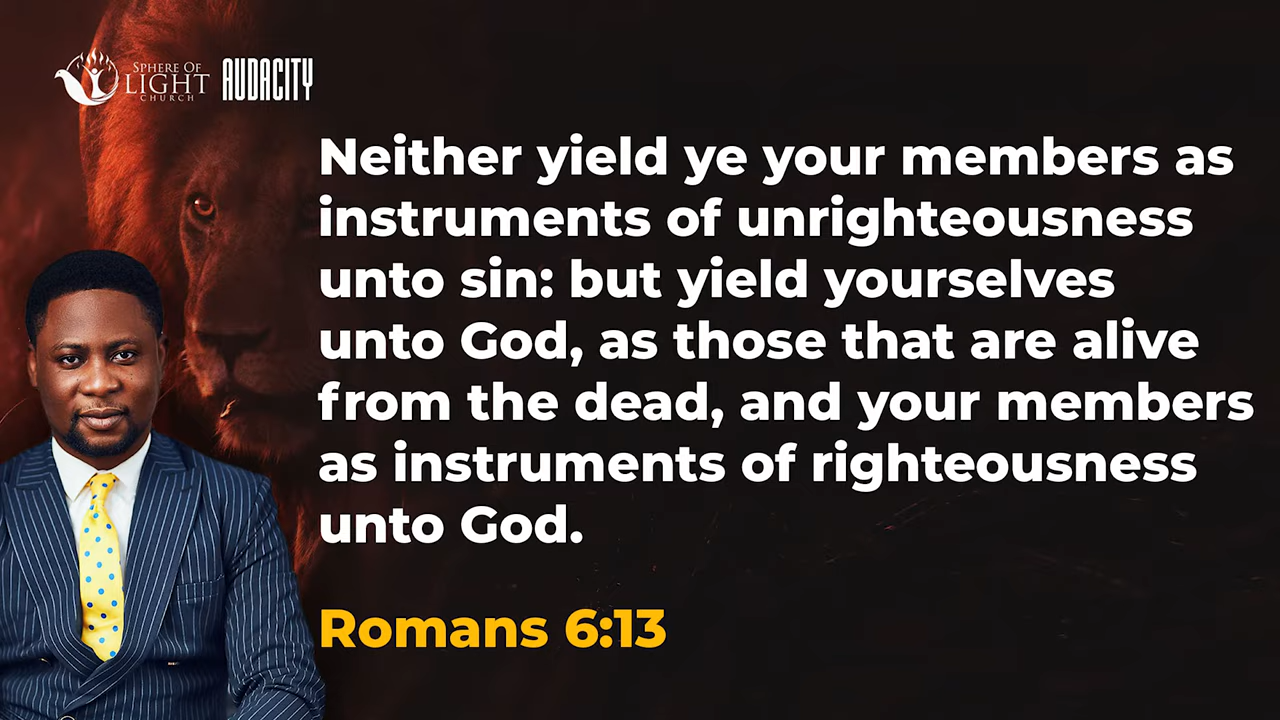 SPHERE OF
LIGHT
CHURCH
AUDACITY
Neither yield ye your members as
instruments of unrighteousness
unto sin: but yield yourselves
unto God, as those that are alive
from the dead, and your members
as instruments of righteousness
unto God.
Romans 6:13